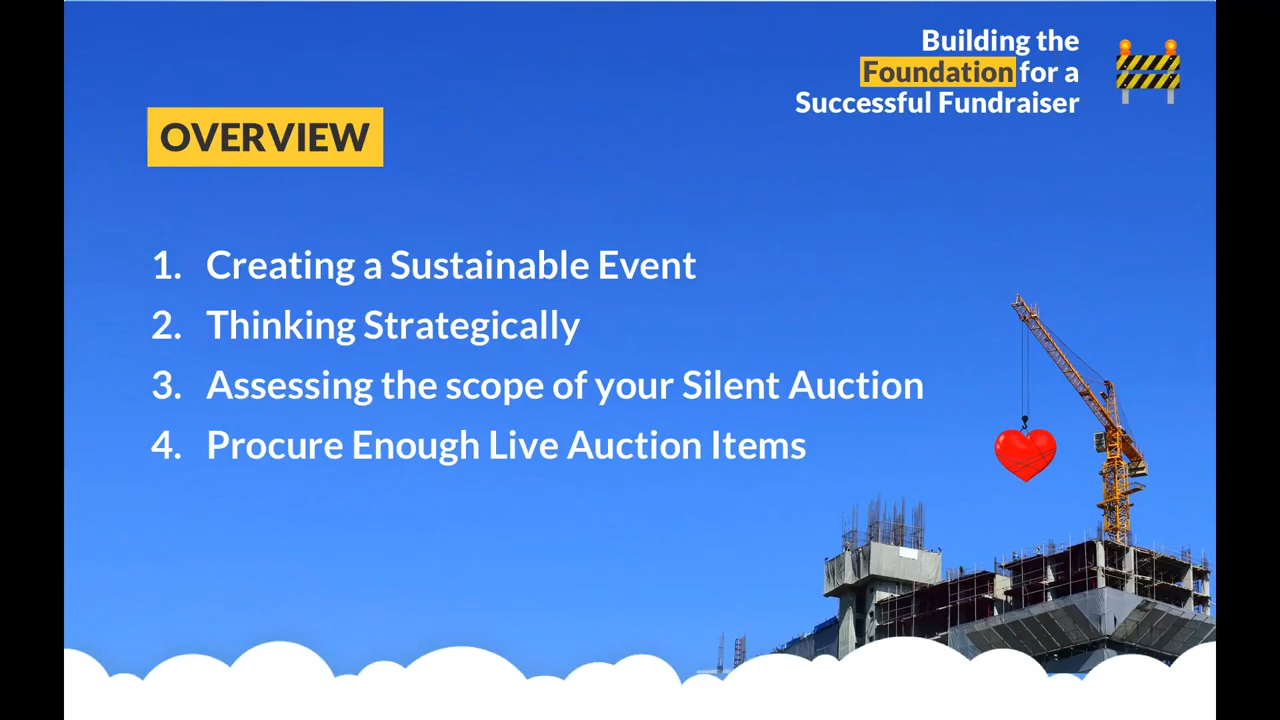 Building the
Foundation for a
Successful Fundraiser
OVERVIEW
1. Creating a Sustainable Event
2. Thinking Strategically
3. Assessing the scope of your Silent Auction
4. Procure Enough Live Auction Items